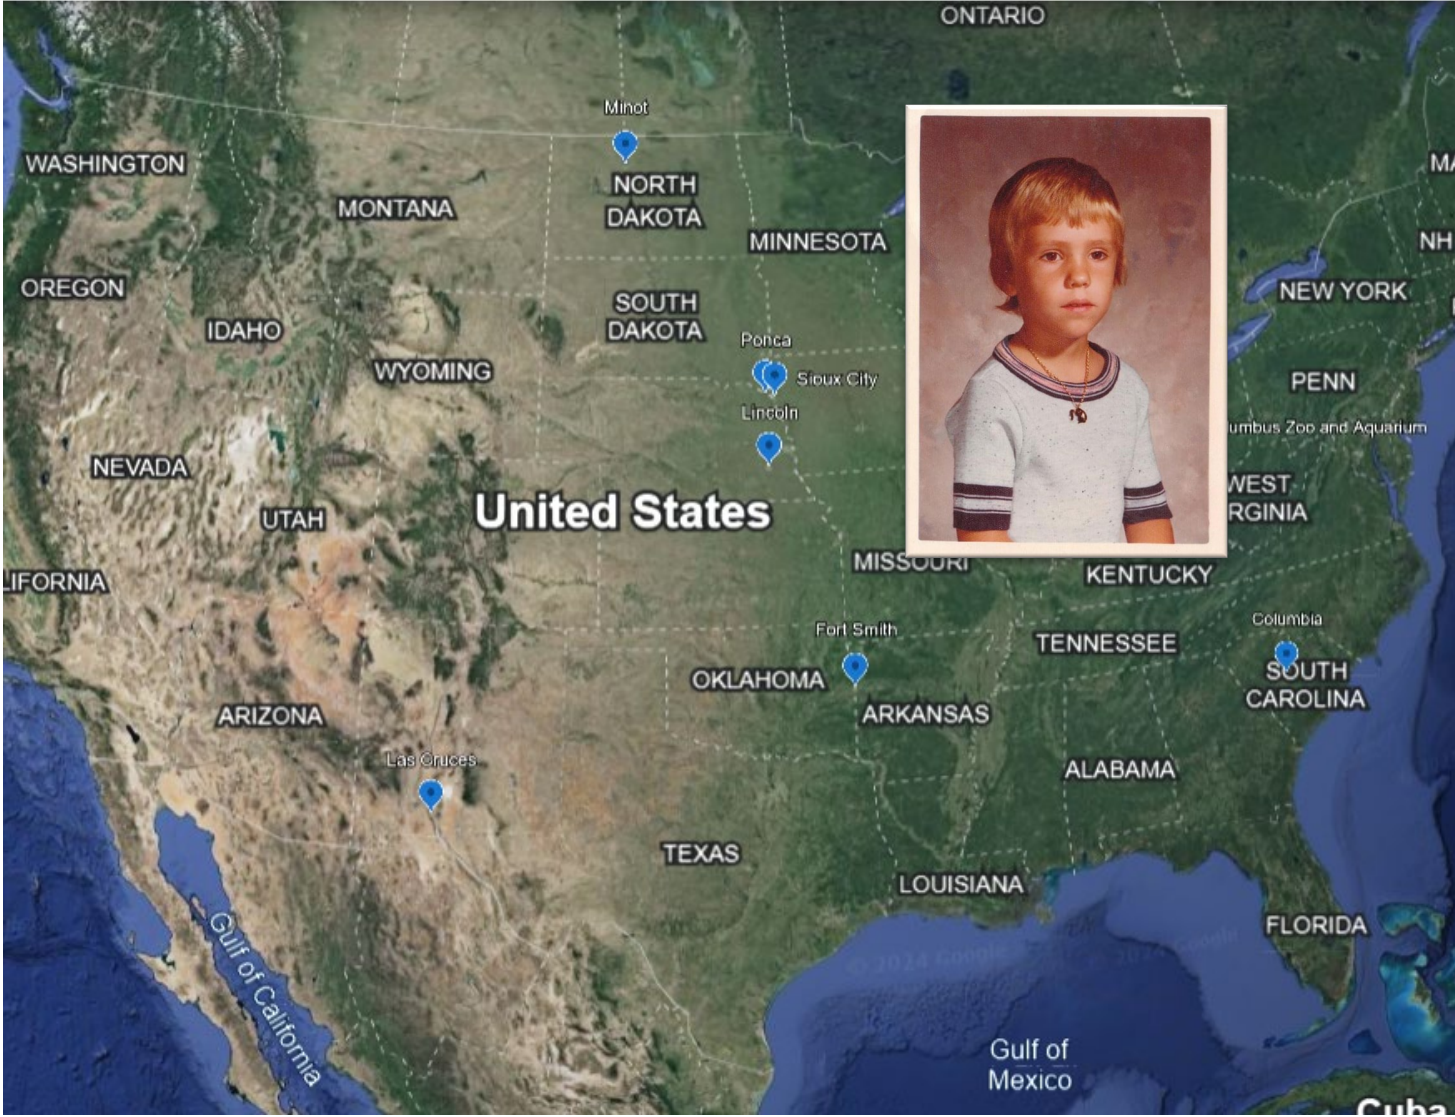 ONTARIO
Minot
WASHINGTON
NORTH
DAKOTA
MONTANA
MINNESOTA
OREGON
NEW YORK
IDAHO
SOUTH
DAKOTA
WYOMING
Ponca
Sioux City
PENN
Lincoln
umbus Zoo and Aquarium
NEVADA
WEST
RGINIA
UTAH
United States
MISSOURI
KENTUCKY
LIFORNIA
Columbia
Fort Smith
TENNESSEE
OKLAHOMA
SOUTH
CAROLINA
ARIZONA
ARKANSAS
Las Cruces
ALABAMA
TEXAS
LOUISIANA
FLORIDA
Gulf of California
Gulf of
Mexico
Cuba
MA
NH